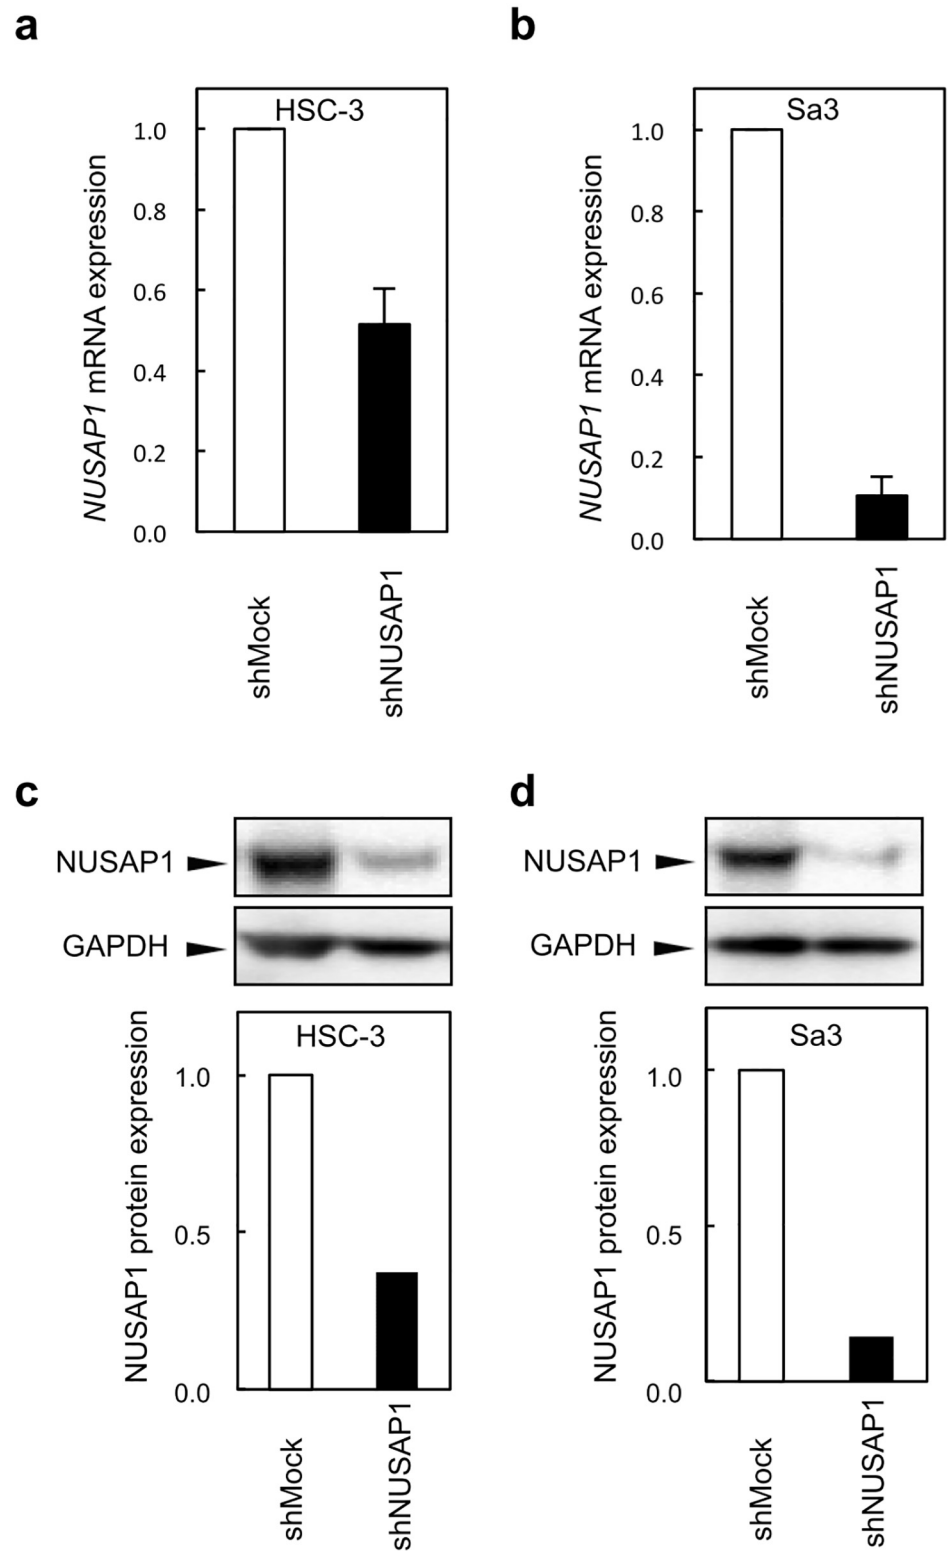 a
HSC-3
NUSAP1 mRNA expression
1.0
0.8
0.6
0.4
0.2
0.0
shMock
shNUSAP1
b
Sa3
NUSAP1 mRNA expression
1.0
0.8
0.6
0.4
0.2
0.0
shMock
shNUSAP1
c
NUSAP1
GAPDH
HSC-3
NUSAP1 protein expression
1.0
0.5
0.0
shMock
shNUSAP1
d
NUSAP1
GAPDH
Sa3
NUSAP1 protein expression
1.0
0.5
0.0
shMock
shNUSAP1